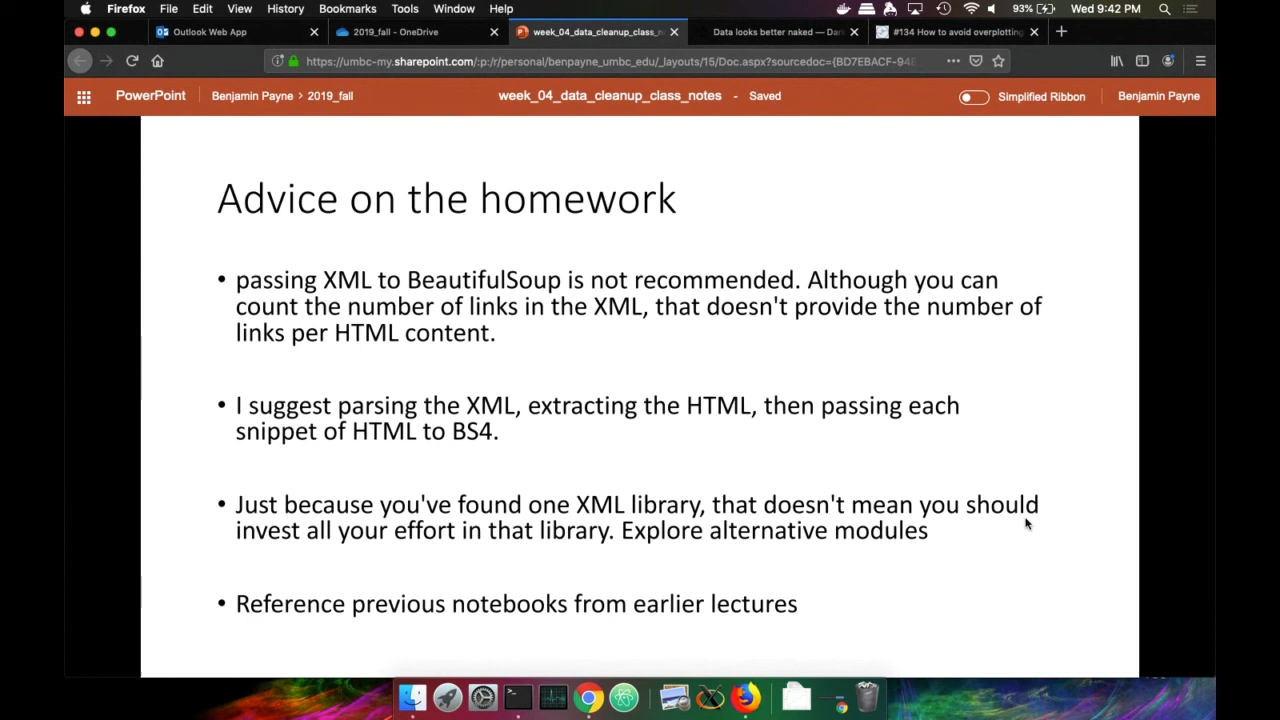 Firefox File Edit View History Bookmarks Tools Window Help 93% Wed 9:42 PM
Outlook Web App 2019_fall - OneDrive week_04_data_cleanup_class_n Data looks better naked — Dar #134 How to avoid overplotting
https://umbc-my.sharepoint.com/:p:/r/personal/benpayne_umbc_edu/_layouts/15/Doc.aspx?sourcedoc={BD7EBACF-948
PowerPoint Benjamin Payne > 2019_fall week_04_data_cleanup_class_notes - Saved Simplified Ribbon Benjamin Payne
Advice on the homework
• passing XML to BeautifulSoup is not recommended. Although you can
count the number of links in the XML, that doesn't provide the number of
links per HTML content.
• I suggest parsing the XML, extracting the HTML, then passing each
snippet of HTML to BS4.
• Just because you've found one XML library, that doesn't mean you should
invest all your effort in that library. Explore alternative modules
• Reference previous notebooks from earlier lectures